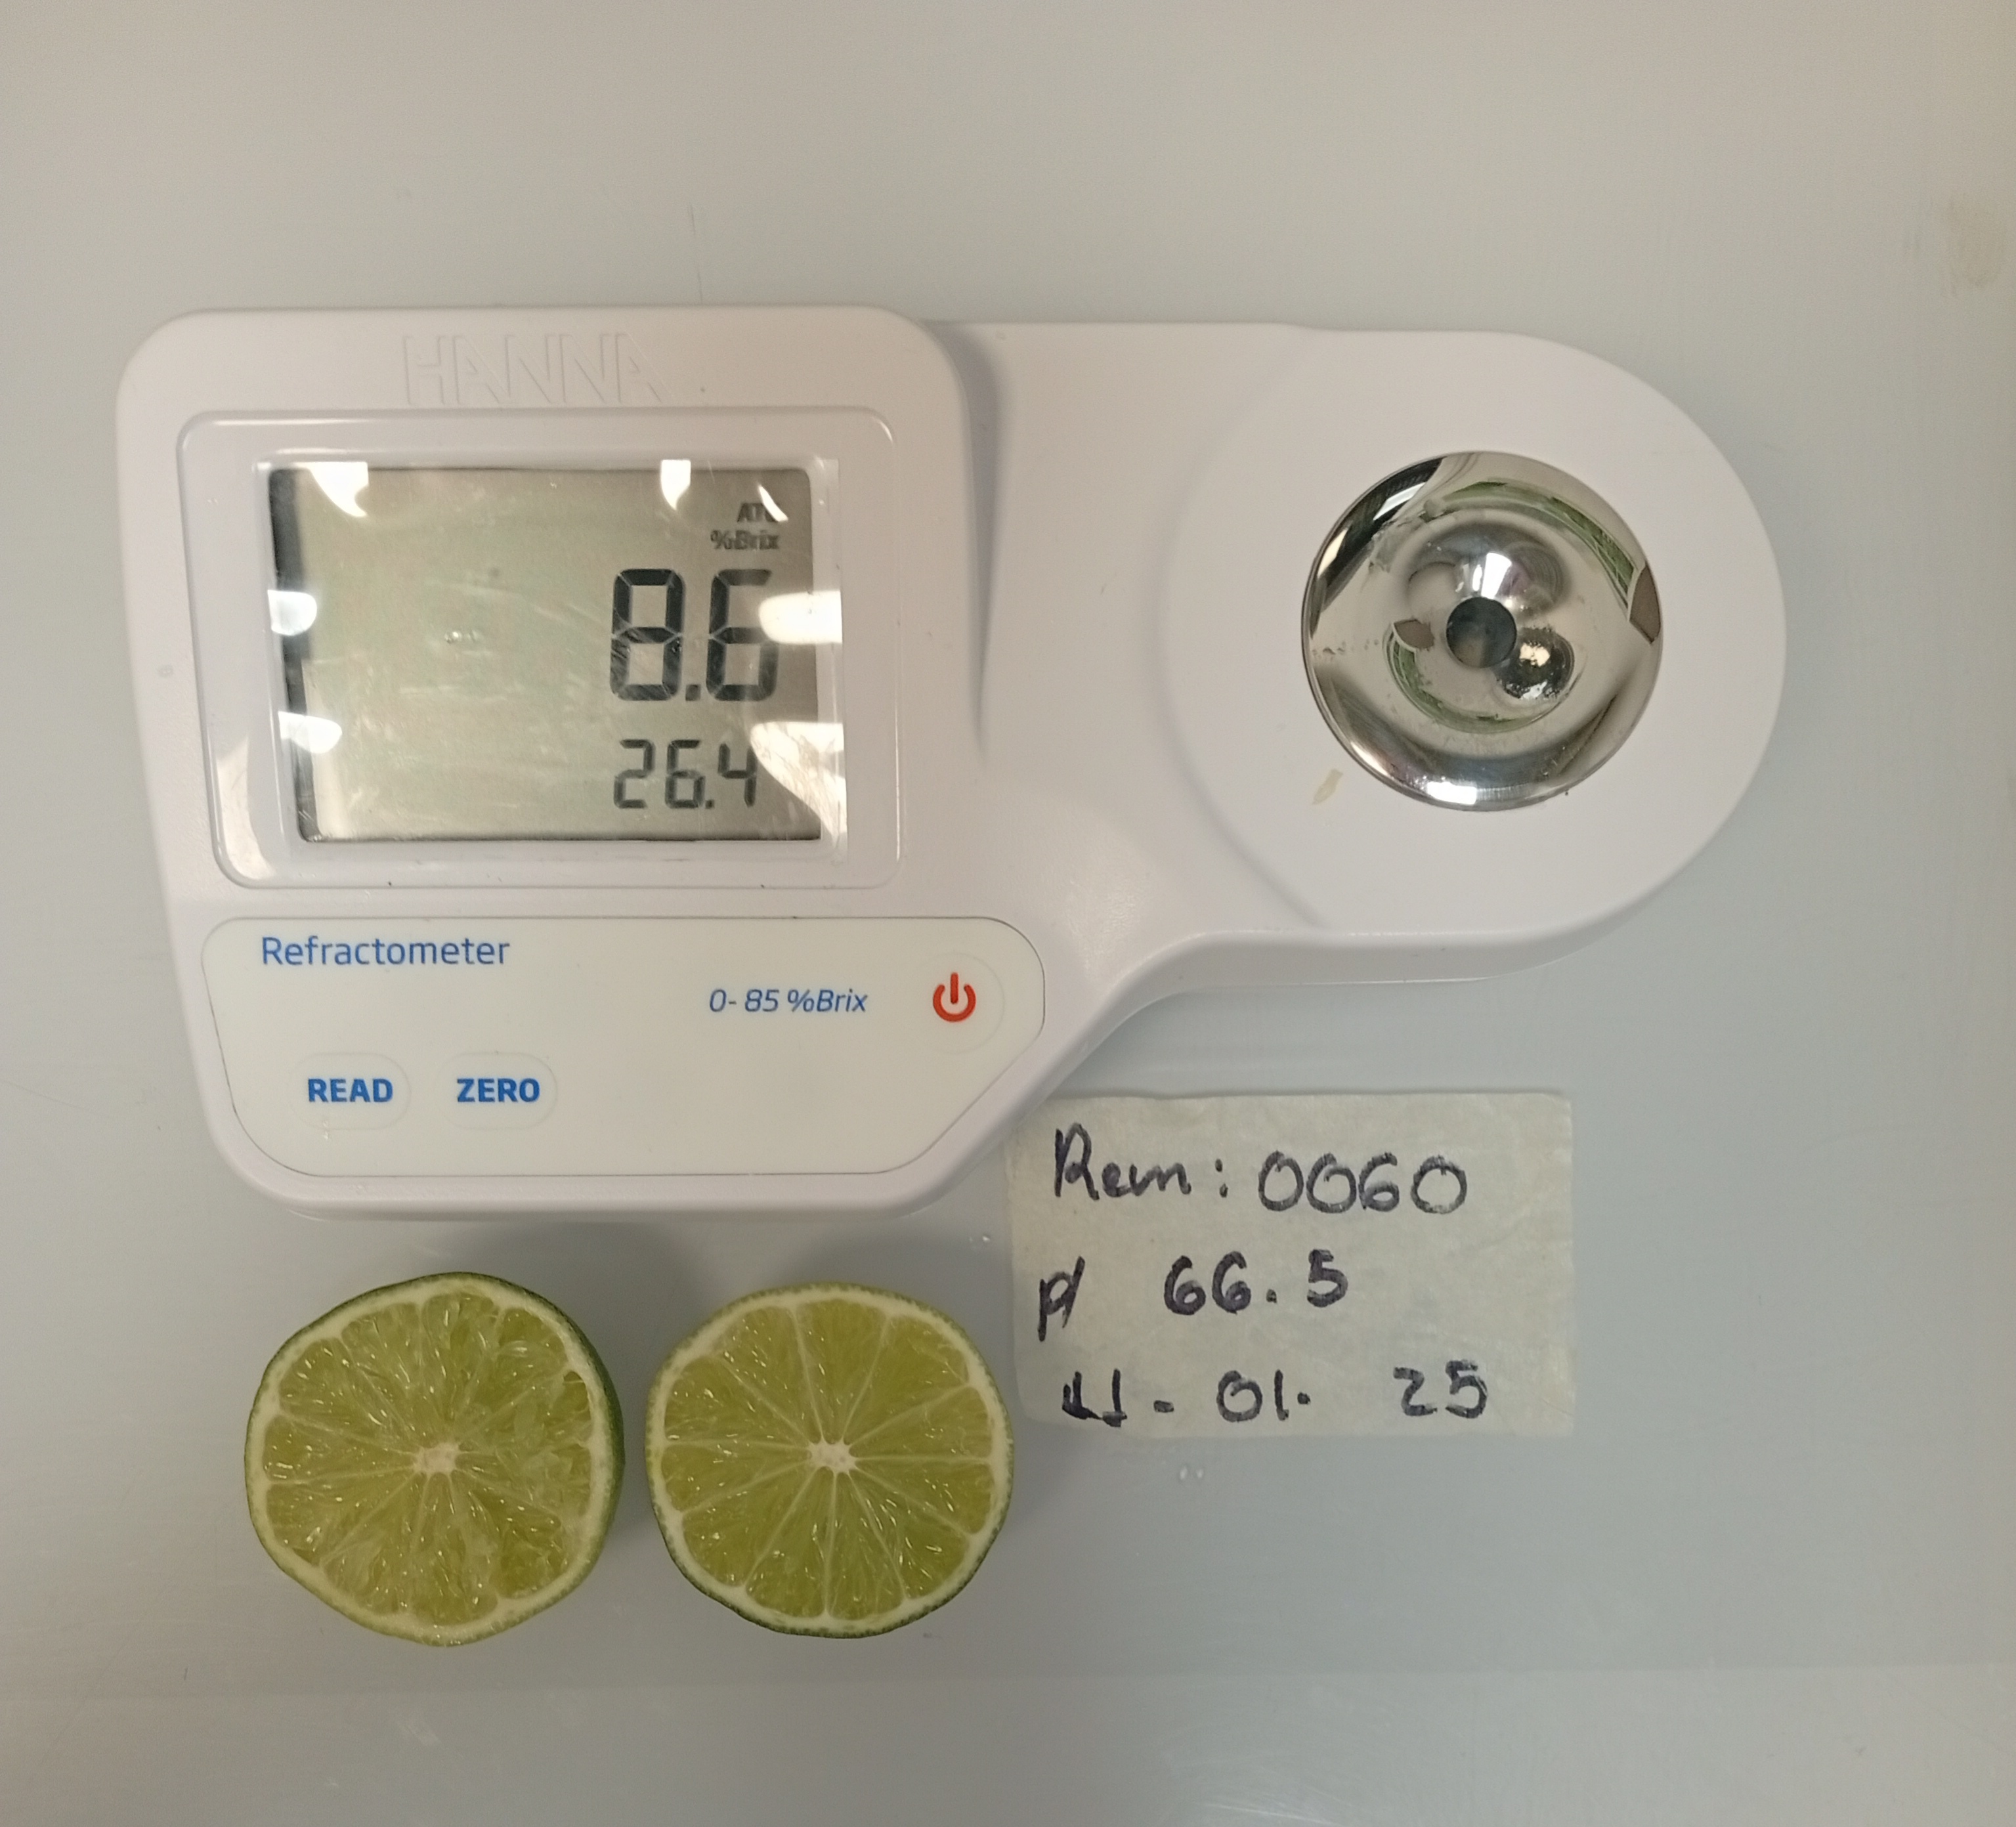 HANNA
ATC
%Brix
8.6
26.4
Refractometer
0-85 %Brix
READ ZERO
Rem: 0060
66.5
01. 25